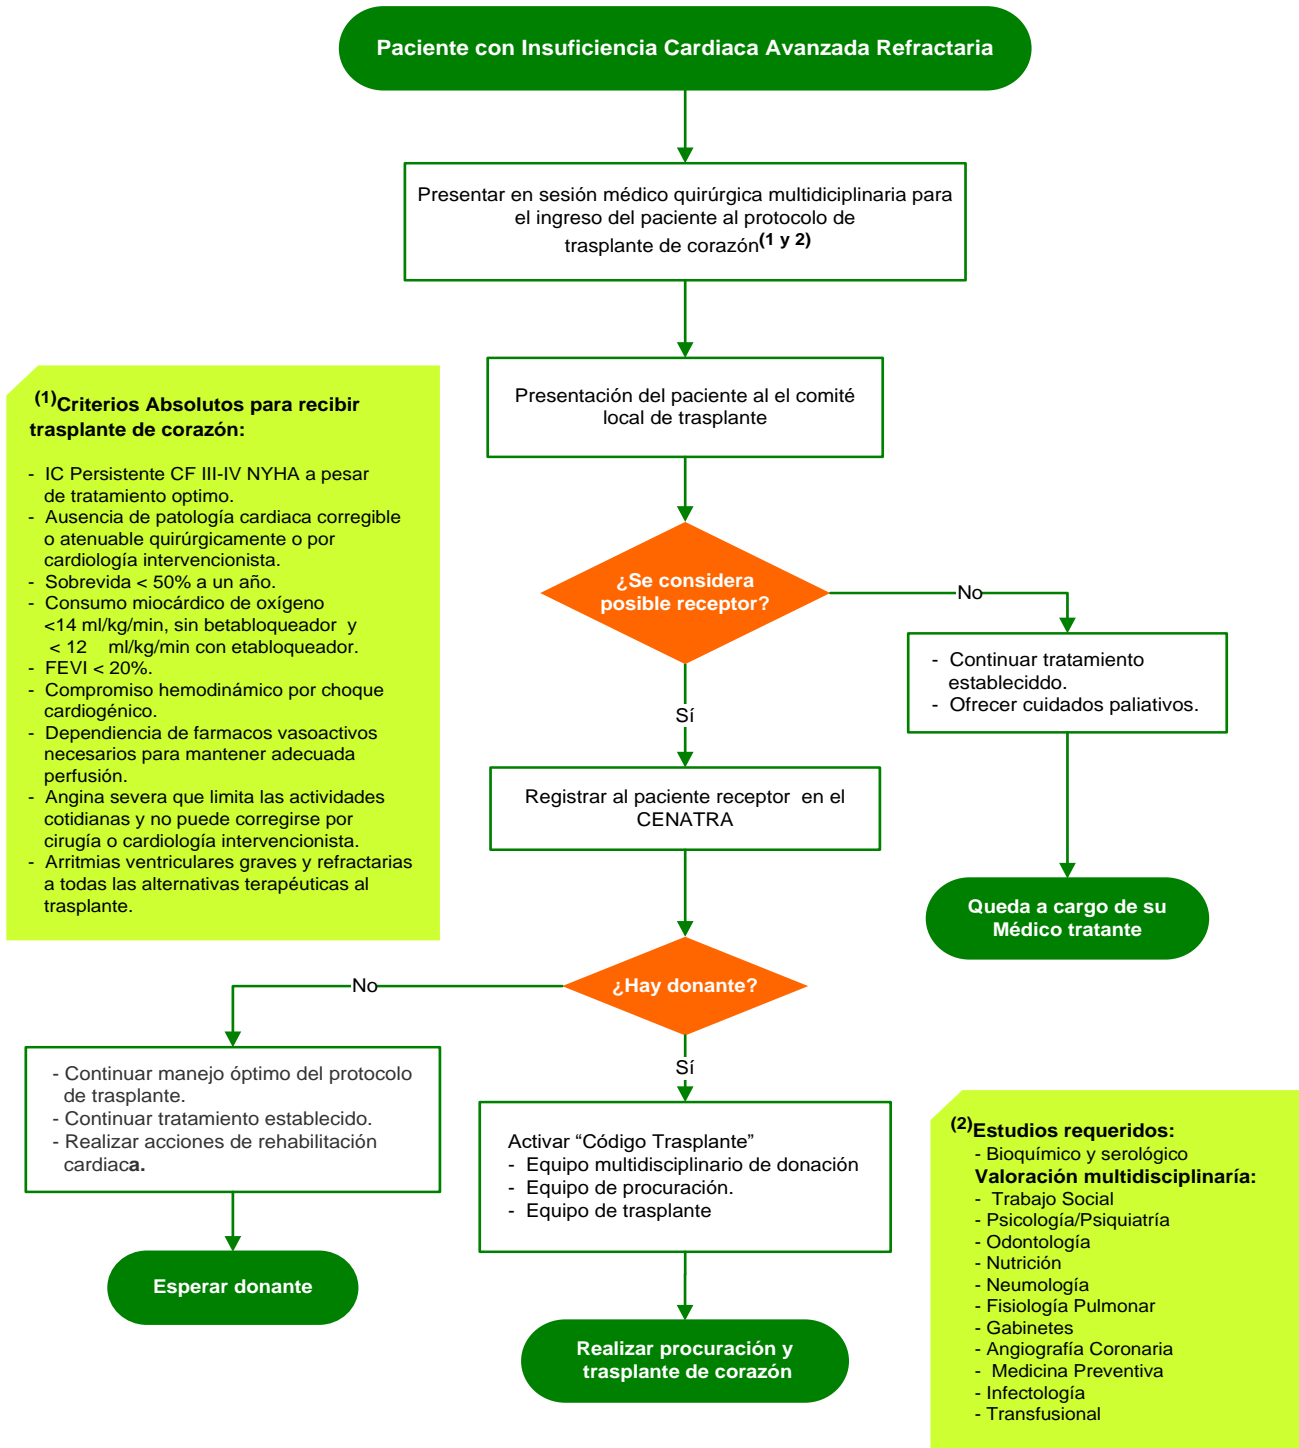 Paciente con Insuficiencia Cardiaca Avanzada Refractaria
Presentar en sesión médico quirúrgica multidiciplinaria para
el ingreso del paciente al protocolo de
trasplante de corazón(1 y 2)
Presentación del paciente al el comité
local de trasplante
(1)Criterios Absolutos para recibir
trasplante de corazón:
- IC Persistente CF III-IV NYHA a pesar
de tratamiento optimo.
- Ausencia de patología cardiaca corregible
o atenuable quirúrgicamente o por
cardiología intervencionista.
- Sobrevida < 50% a un año.
- Consumo miocárdico de oxígeno
<14 ml/kg/min, sin betabloqueador y
< 12 ml/kg/min con etabloqueador.
- FEVI < 20%.
- Compromiso hemodinámico por choque
cardiogénico.
- Dependiencia de farmacos vasoactivos
necesarios para mantener adecuada
perfusión.
- Angina severa que limita las actividades
cotidianas y no puede corregirse por
cirugía o cardiología intervencionista.
- Arritmias ventriculares graves y refractarias
a todas las alternativas terapéuticas al
trasplante.
¿Se considera
posible receptor?
No
- Continuar tratamiento
estableciddo.
- Ofrecer cuidados paliativos.
Sí
Registrar al paciente receptor en el
CENATRA
Queda a cargo de su
Médico tratante
¿Hay donante?
No
- Continuar manejo óptimo del protocolo
de trasplante.
- Continuar tratamiento establecido.
- Realizar acciones de rehabilitación
cardiaca.
Sí
Activar “Código Trasplante”
- Equipo multidisciplinario de donación
- Equipo de procuración.
- Equipo de trasplante
Esperar donante
Realizar procuración y
trasplante de corazón
(2)Estudios requeridos:
- Bioquímico y serológico
Valoración multidisciplinaría:
- Trabajo Social
- Psicología/Psiquiatría
- Odontología
- Nutrición
- Neumología
- Fisiología Pulmonar
- Gabinetes
- Angiografía Coronaria
- Medicina Preventiva
- Infectología
- Transfusional